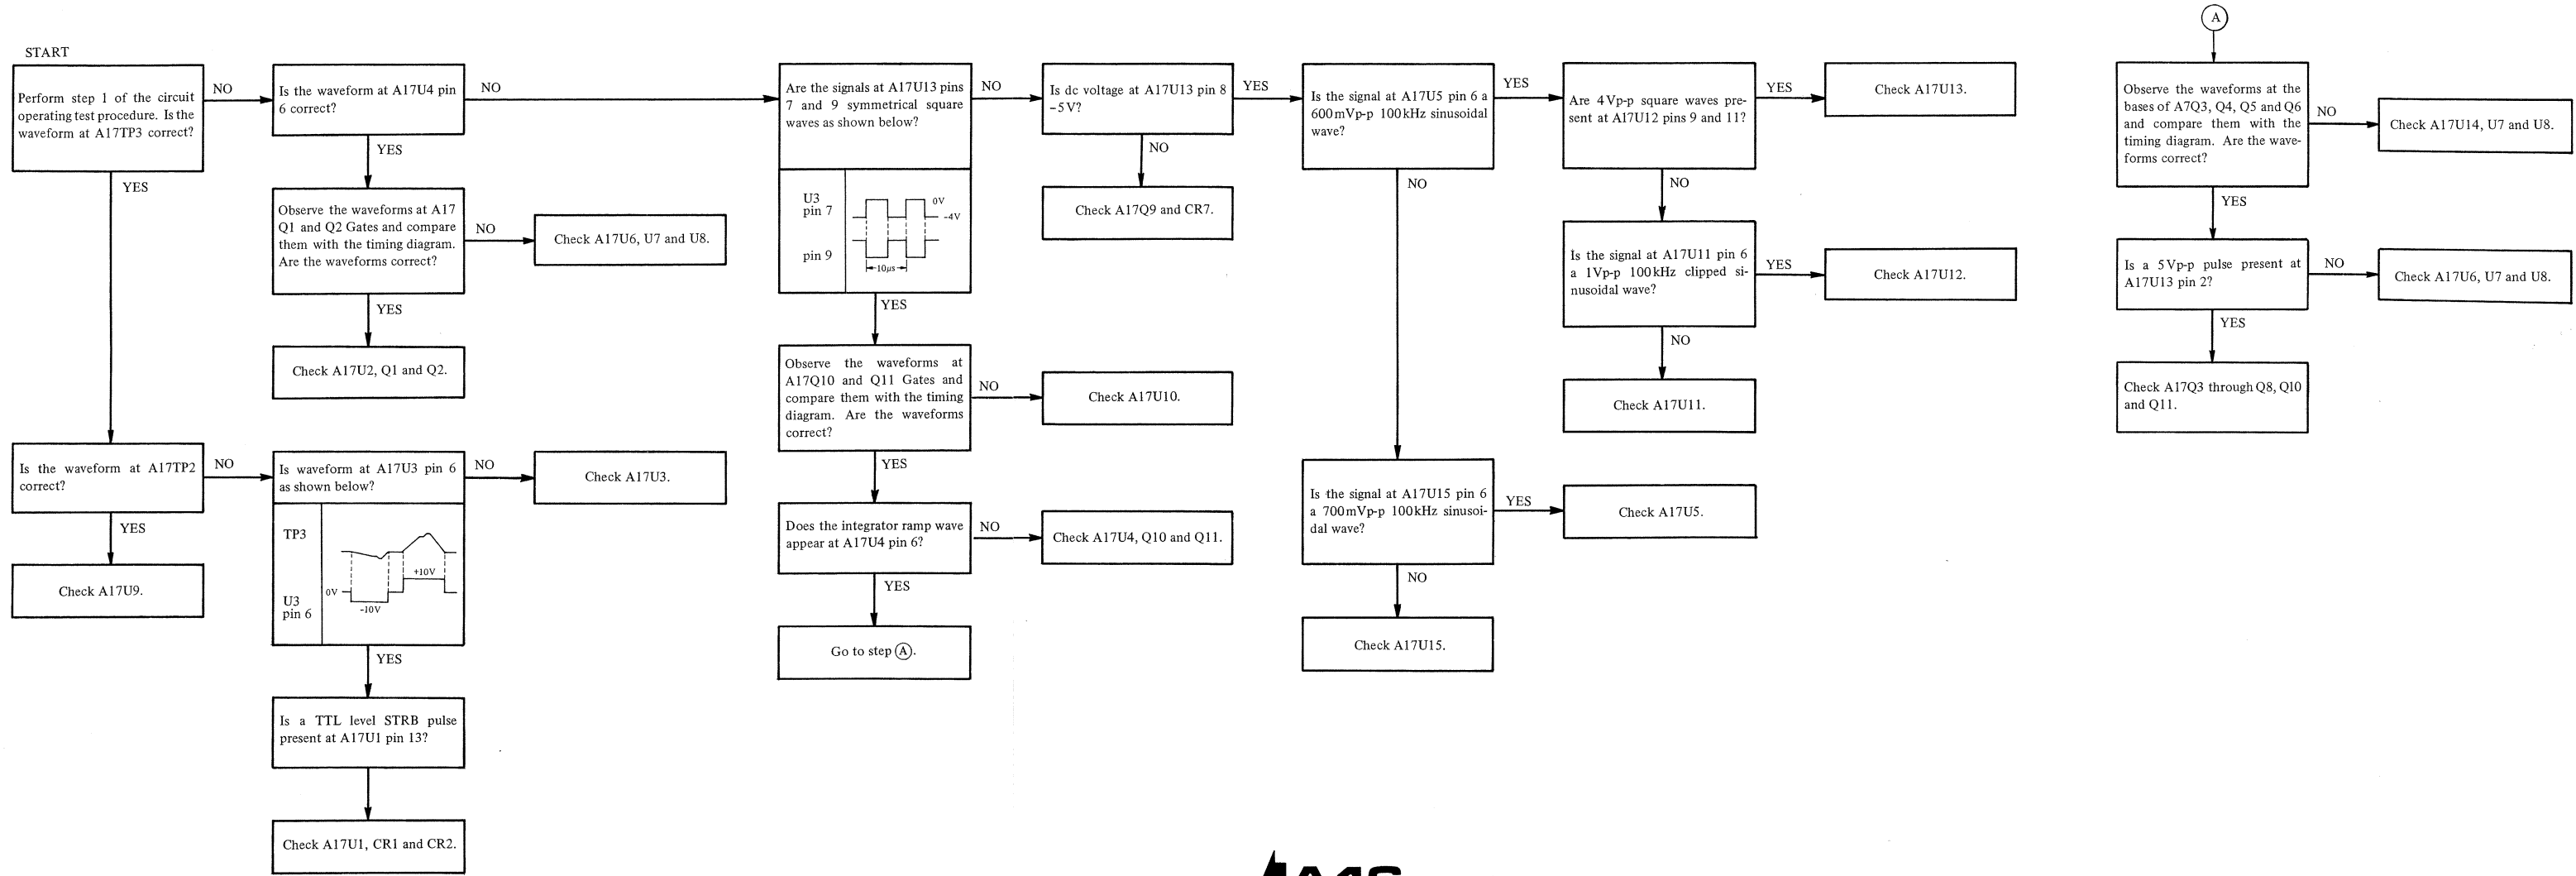 START
Perform step 1 of the circuit
operating test procedure. Is the
waveform at A17TP3 correct?
NO
YES
Is the waveform at A17TP2
correct?
NO
YES
Check A17U9.
Is the waveform at A17U4 pin
6 correct?
NO
YES
Observe the waveforms at A17
Q1 and Q2 Gates and compare
them with the timing diagram.
Are the waveforms correct?
NO
Check A17U6, U7 and U8.
YES
Check A17U2, Q1 and Q2.
Is waveform at A17U3 pin 6
as shown below?
NO
Check A17U3.
TP3
+10V
0V
-10V
U3
pin 6
YES
Is a TTL level STRB pulse
present at A17U1 pin 13?
Check A17U1, CR1 and CR2.
Are the signals at A17U13 pins
7 and 9 symmetrical square
waves as shown below?
NO
U3
pin 7
0V
-4V
pin 9
10µs
YES
Observe the waveforms at
A17Q10 and Q11 Gates and
compare them with the timing
diagram. Are the waveforms
correct?
NO
Check A17U10.
YES
Does the integrator ramp wave
appear at A17U4 pin 6?
NO
Check A17U4, Q10 and Q11.
YES
Go to step A.
Is dc voltage at A17U13 pin 8
-5V?
YES
NO
Check A17Q9 and CR7.
Is the signal at A17U5 pin 6 a
600mVp-p 100kHz sinusoidal
wave?
YES
NO
Is the signal at A17U15 pin 6
a 700mVp-p 100kHz sinusoi-
dal wave?
YES
Check A17U5.
NO
Check A17U15.
Are 4Vp-p square waves pre-
sent at A17U12 pins 9 and 11?
YES
Check A17U13.
NO
Is the signal at A17U11 pin 6
a 1Vp-p 100kHz clipped si-
nusoidal wave?
YES
Check A17U12.
NO
Check A17U11.
A
Observe the waveforms at the
bases of A7Q3, Q4, Q5 and Q6
and compare them with the
timing diagram. Are the wave-
forms correct?
NO
Check A17U14, U7 and U8.
YES
Is a 5Vp-p pulse present at
A17U13 pin 2?
NO
Check A17U6, U7 and U8.
YES
Check A17Q3 through Q8, Q10
and Q11.